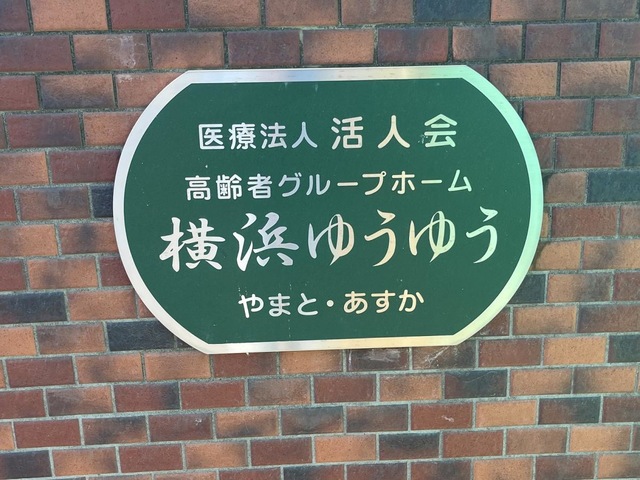 医療法人 活人会
高齢者グループホーム
横浜ゆうゆう
やまと・あすか